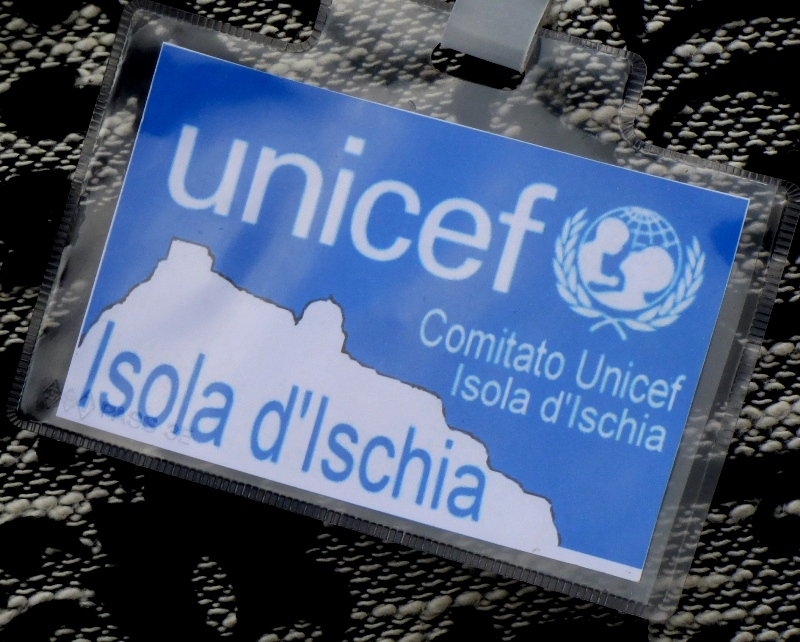 unicef
Comitato Unicef
Isola d'Ischia
Isola d'Ischia